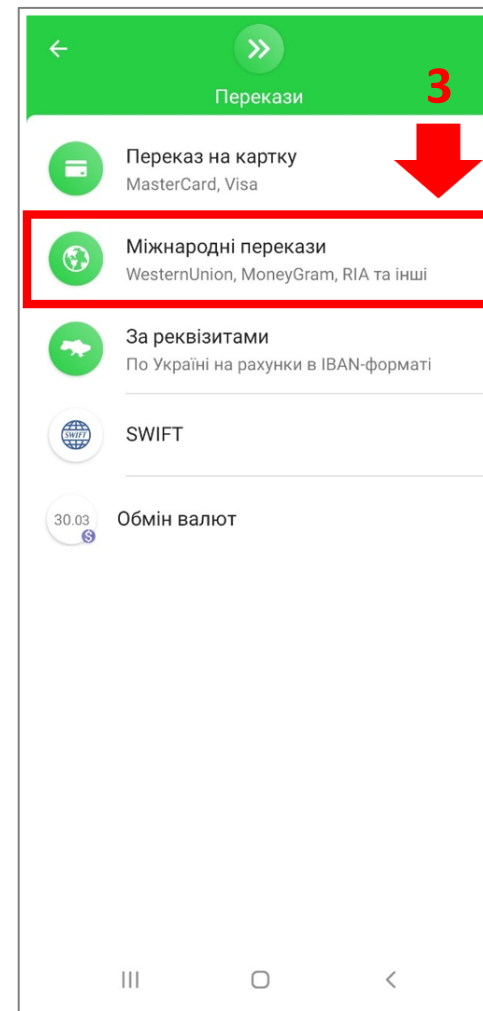 Перекази
3
Переказ на картку
MasterCard, Visa
Міжнародні перекази
WesternUnion, MoneyGram, RIA та інші
За реквізитами
По Україні на рахунки в IBAN-форматі
SWIFT
SWIFT
30.03
$
Обмін валют